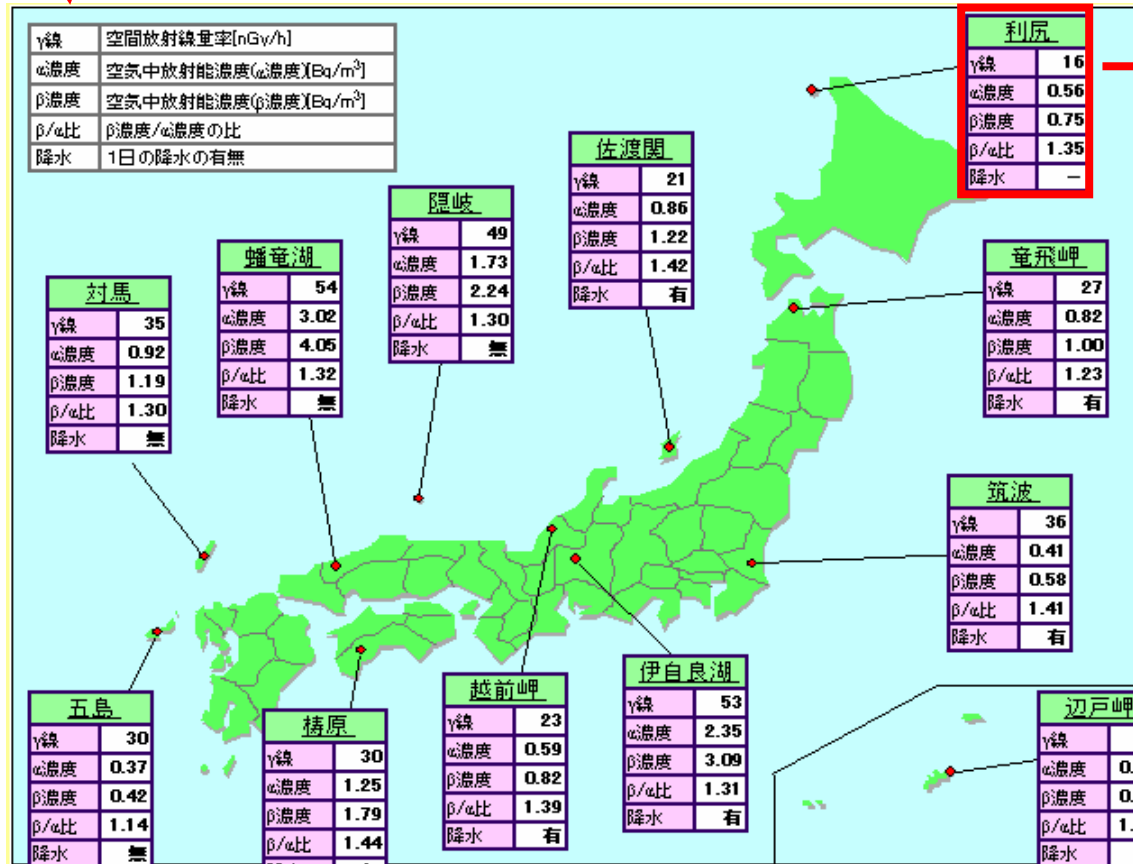 γ線 空間放射線量率[nGy/h]
α濃度 空気中放射能濃度(α濃度)[Bq/m³]
β濃度 空気中放射能濃度(β濃度)[Bq/m³]
β/α比 β濃度/α濃度の比
降水 1日の降水の有無
利尻
γ線 16
α濃度 0.56
β濃度 0.75
β/α比 1.35
降水 −
佐渡関
γ線 21
α濃度 0.86
β濃度 1.22
β/α比 1.42
降水 有
隠岐
γ線 49
α濃度 1.73
β濃度 2.24
β/α比 1.30
降水 無
蟠竜湖
γ線 54
α濃度 3.02
β濃度 4.05
β/α比 1.32
降水 無
竜飛岬
γ線 27
α濃度 0.82
β濃度 1.00
β/α比 1.23
降水 有
対馬
γ線 35
α濃度 0.92
β濃度 1.19
β/α比 1.30
降水 無
筑波
γ線 36
α濃度 0.41
β濃度 0.58
β/α比 1.41
降水 有
五島
γ線 30
α濃度 0.37
β濃度 0.42
β/α比 1.14
降水 無
梼原
γ線 30
α濃度 1.25
β濃度 1.79
β/α比 1.44
越前岬
γ線 23
α濃度 0.59
β濃度 0.82
β/α比 1.39
降水 有
伊自良湖
γ線 53
α濃度 2.35
β濃度 3.09
β/α比 1.31
降水 有
辺戸岬
γ線
α濃度 0.
β濃度 0.
β/α比 1.
降水